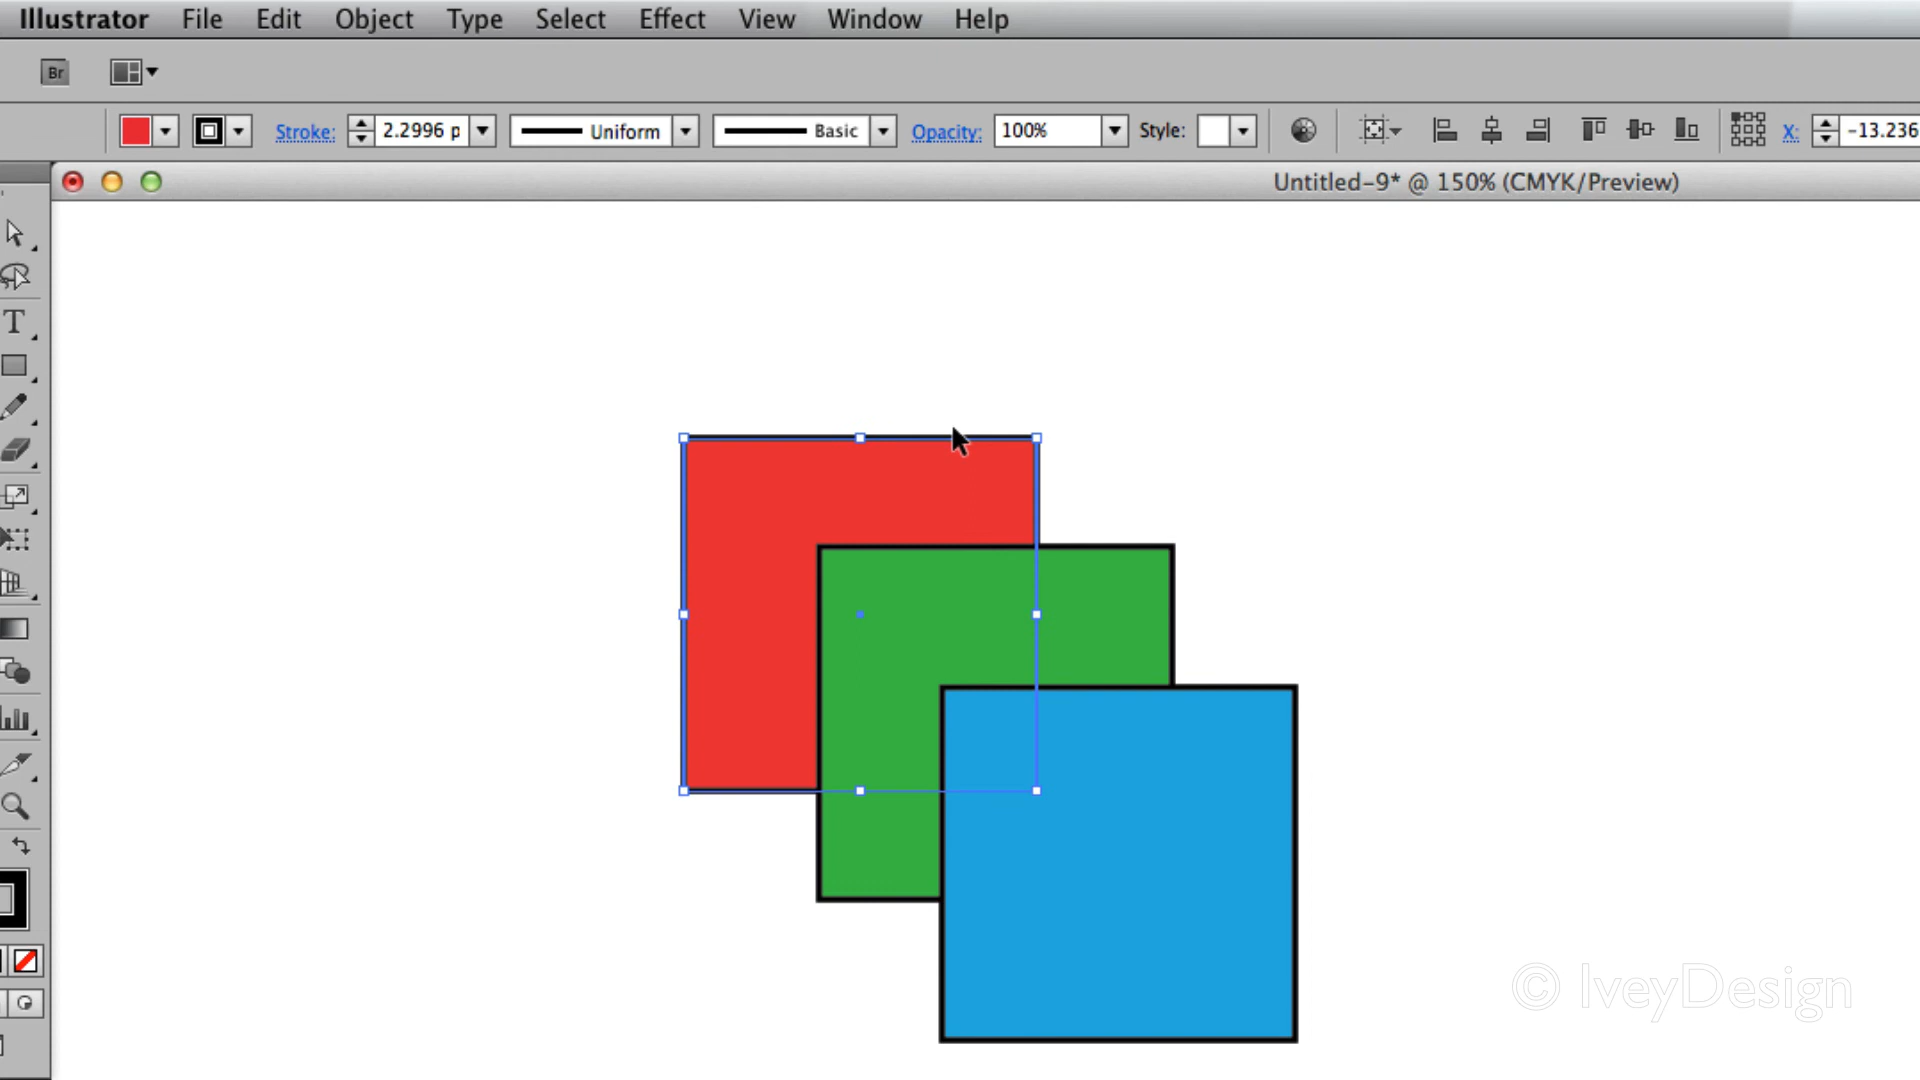 Illustrator File Edit Object Type Select Effect View Window Help
Br
Stroke: 2.2996 p Uniform Basic Opacity: 100% Style: X: -13.236
Untitled-9* @ 150% (CMYK/Preview)
T
© IveyDesign